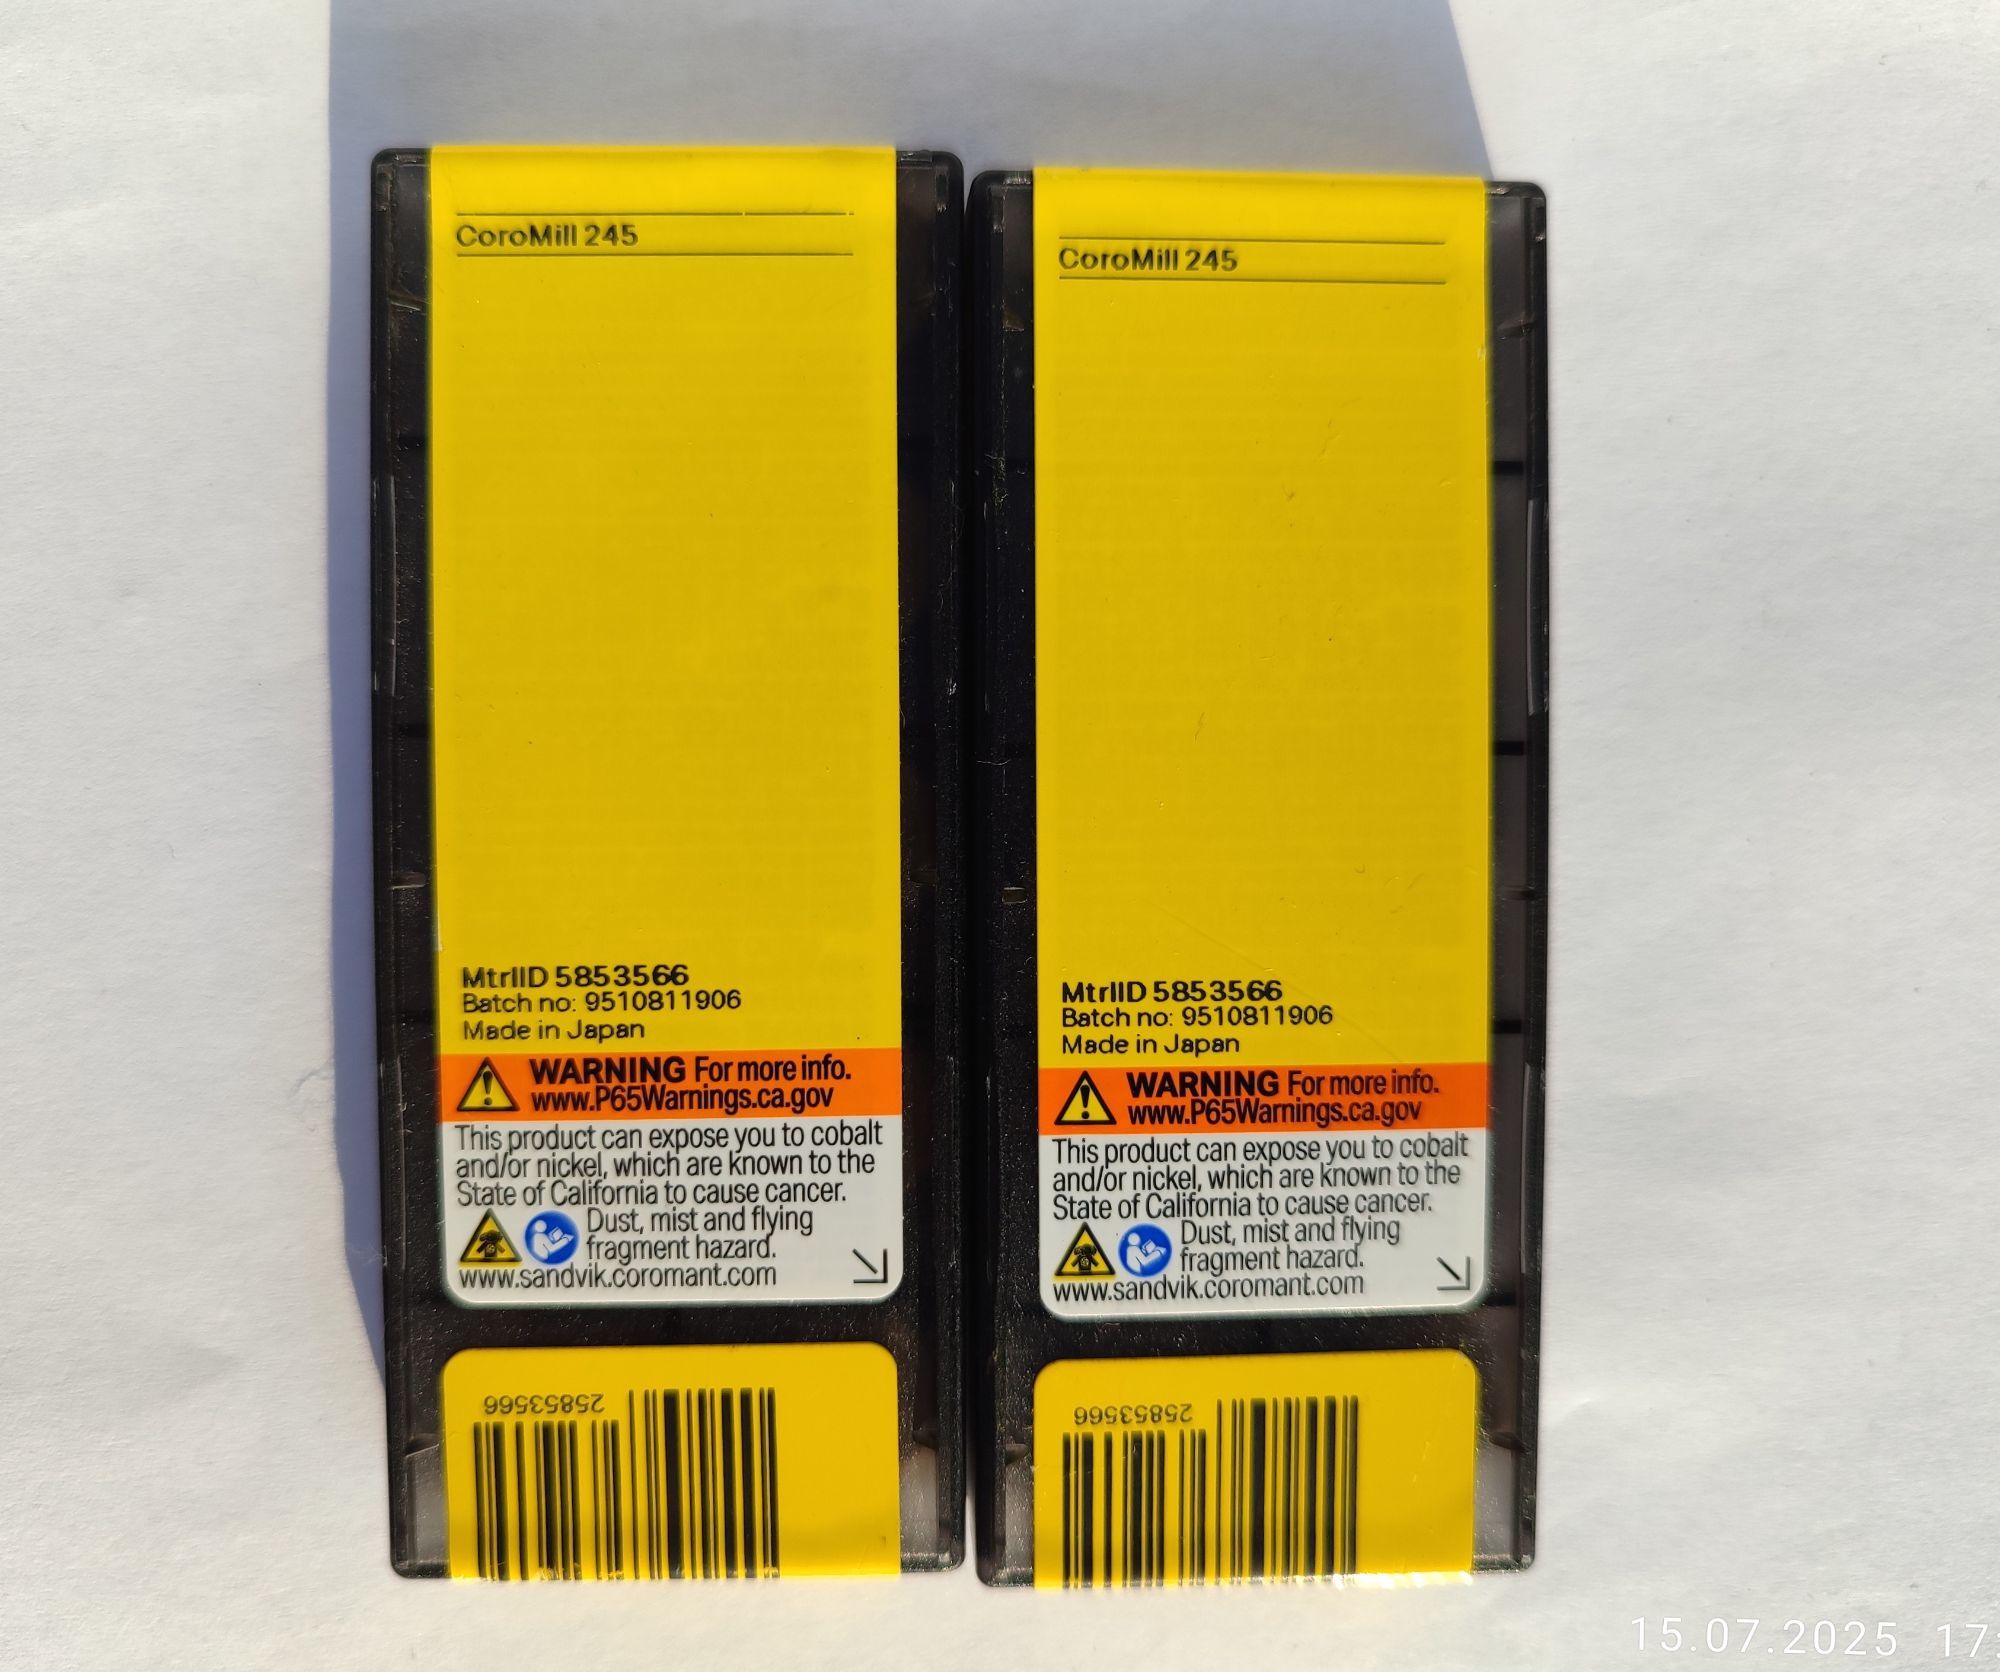 CoroMill 245
MtrlID 5853566
Batch no: 9510811906
Made in Japan
WARNING For more info.
www.P65Warnings.ca.gov
This product can expose you to cobalt
and/or nickel, which are known to the
State of California to cause cancer.
Dust, mist and flying
fragment hazard.
www.sandvik.coromant.com
25853566
CoroMill 245
MtrlID 5853566
Batch no: 9510811906
Made in Japan
WARNING For more info.
www.P65Warnings.ca.gov
This product can expose you to cobalt
and/or nickel, which are known to the
State of California to cause cancer.
Dust, mist and flying
fragment hazard.
www.sandvik.coromant.com
25853566
15.07.2025 17: